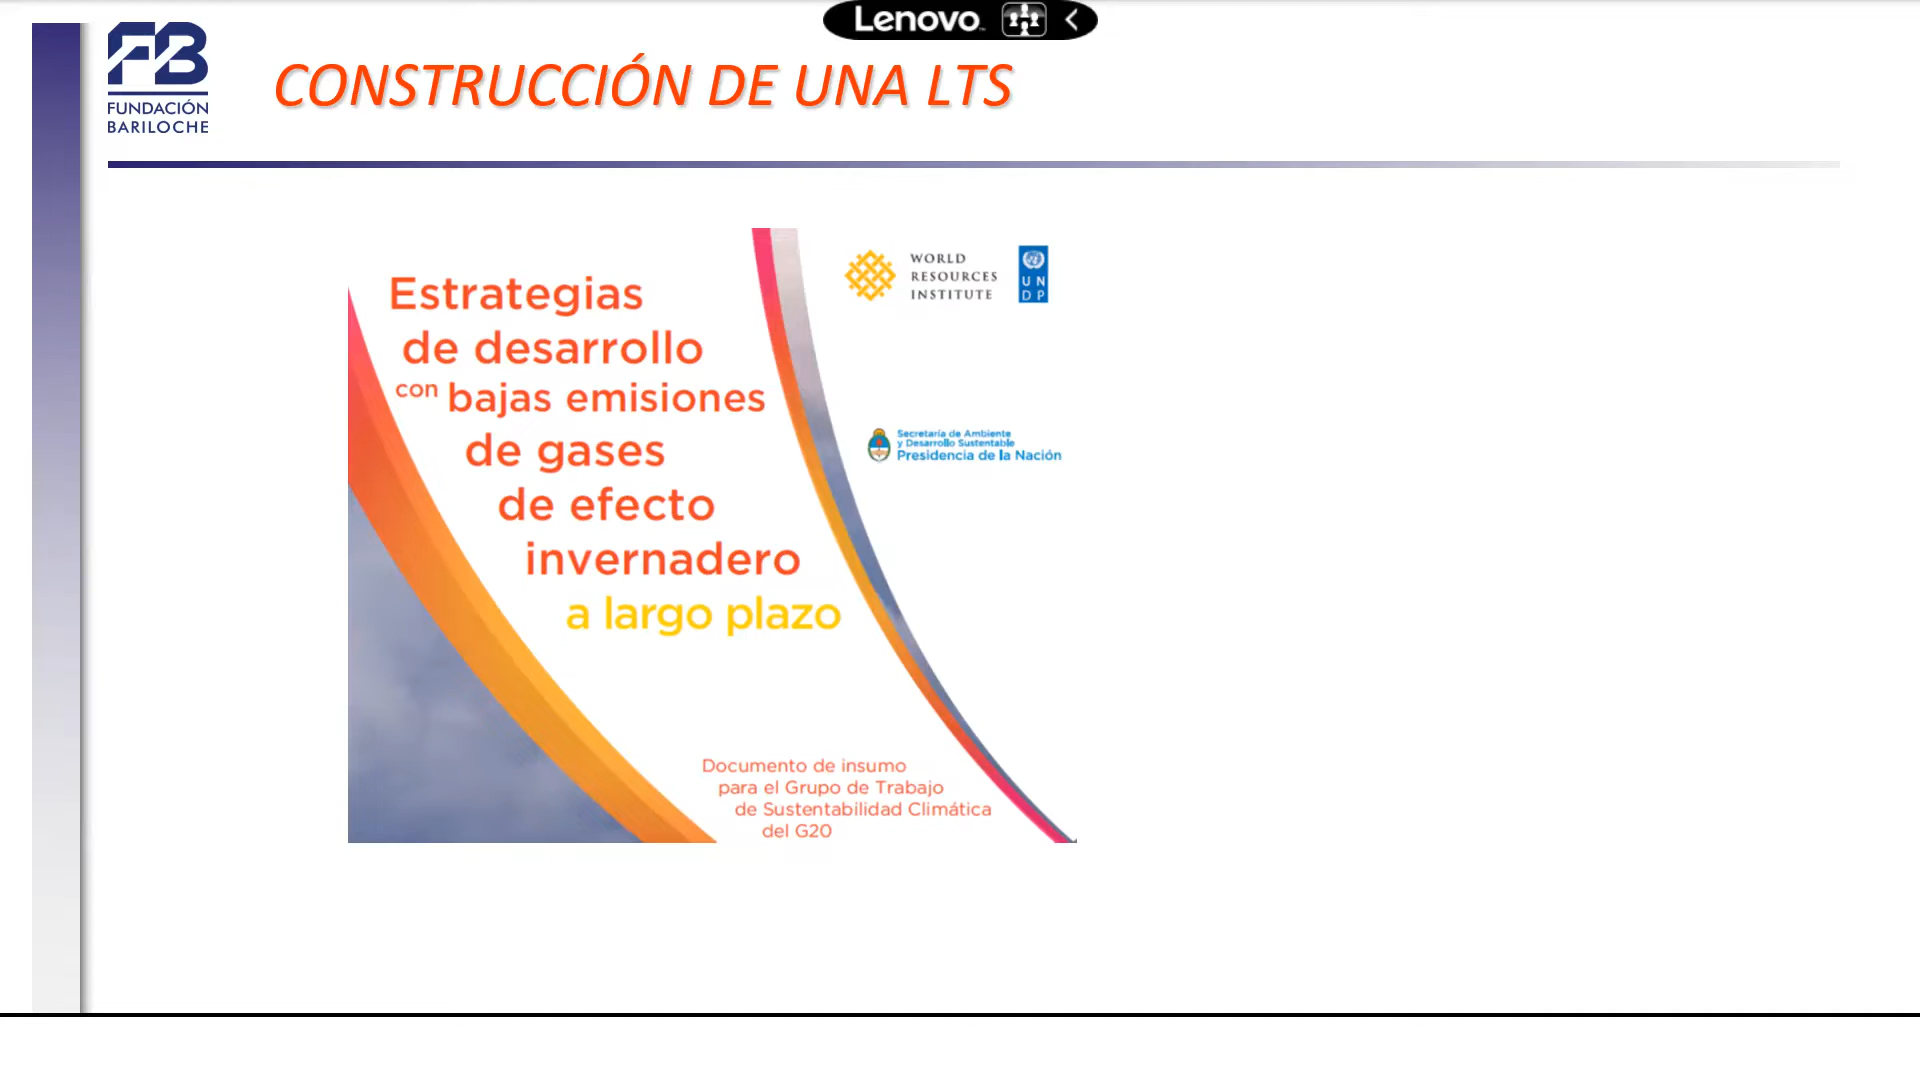 Lenovo
FUNDACIÓN
BARILOCHE
CONSTRUCCIÓN DE UNA LTS
WORLD
RESOURCES
INSTITUTE
U N
D P
Estrategias
de desarrollo
con bajas emisiones
de gases
de efecto
invernadero
a largo plazo
Secretaría de Ambiente
y Desarrollo Sustentable
Presidencia de la Nación
Documento de insumo
para el Grupo de Trabajo
de Sustentabilidad Climática
del G20